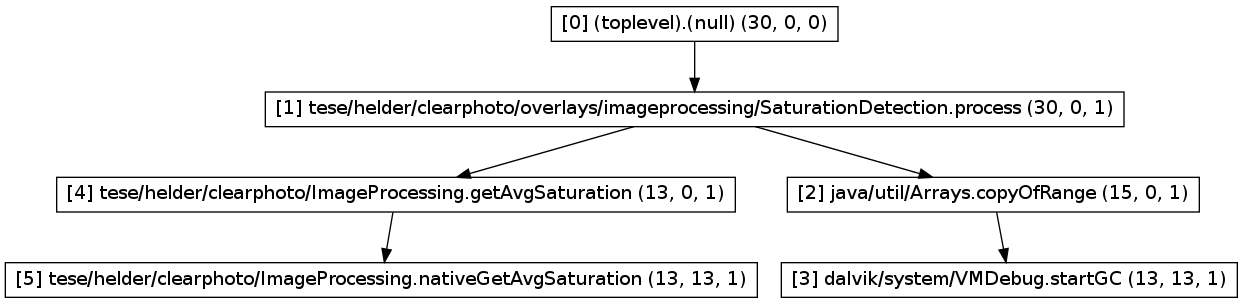 [0] (toplevel).(null) (30, 0, 0)
[1] tese/helder/clearphoto/overlays/imageprocessing/SaturationDetection.process (30, 0, 1)
[4] tese/helder/clearphoto/ImageProcessing.getAvgSaturation (13, 0, 1)
[2] java/util/Arrays.copyOfRange (15, 0, 1)
[5] tese/helder/clearphoto/ImageProcessing.nativeGetAvgSaturation (13, 13, 1)
[3] dalvik/system/VMDebug.startGC (13, 13, 1)